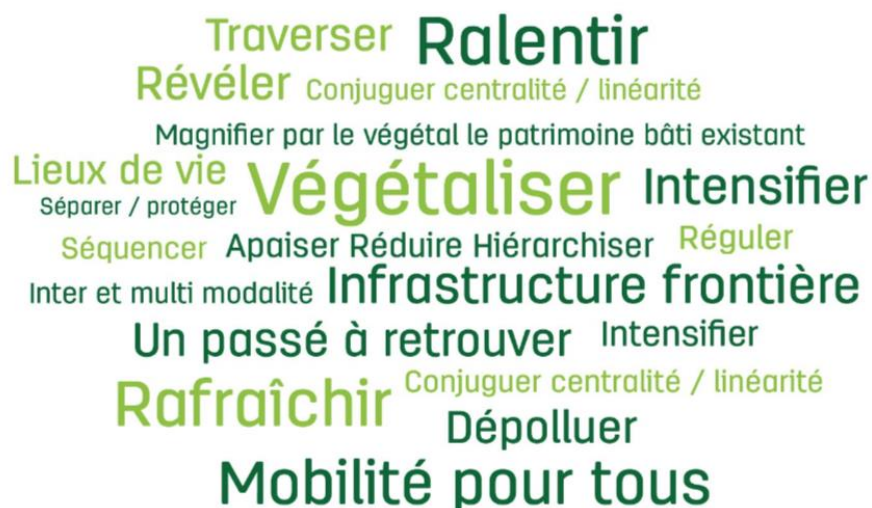 Traverser Ralentir
Révéler Conjuguer centralité / linéarité
Magnifier par le végétal le patrimoine bâti existant
Lieux de vie Végétaliser Intensifier
Séparer / protéger
Séquencer Apaiser Réduire Hiérarchiser Réguler
Inter et multi modalité Infrastructure frontière
Un passé à retrouver Intensifier
Rafraîchir Conjuguer centralité / linéarité
Dépolluer
Mobilité pour tous